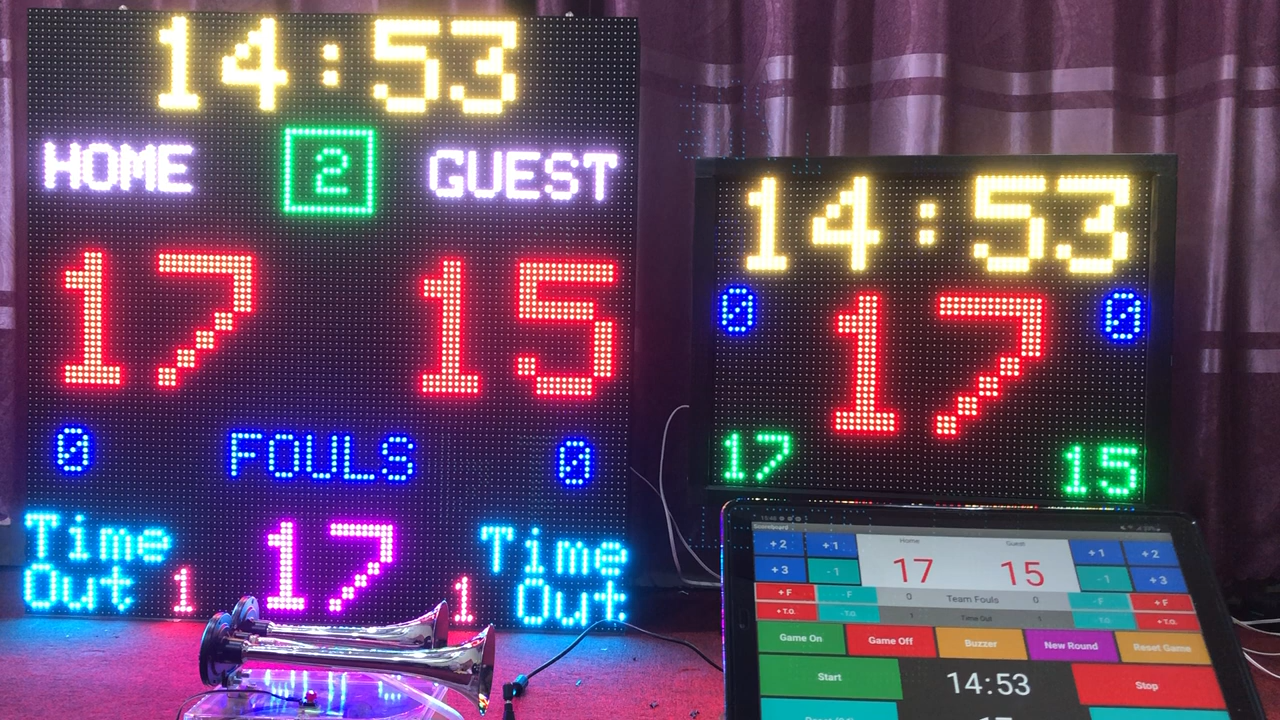 14:53
HOME 2 GUEST
17 15
0 FOULS 0
Time Out 1 17 1 Time Out
14:53
0 17 0
17 15
Scoreboard
Home Guest
+2 +1 17 15 +1 +2
+3 -1 -1 +3
+F -F 0 Team Fouls 0 -F +F
+T.O. -T.O. 1 Time Out 1 -T.O. +T.O.
Game On Game Off Buzzer New Round Reset Game
Start 14:53 Stop